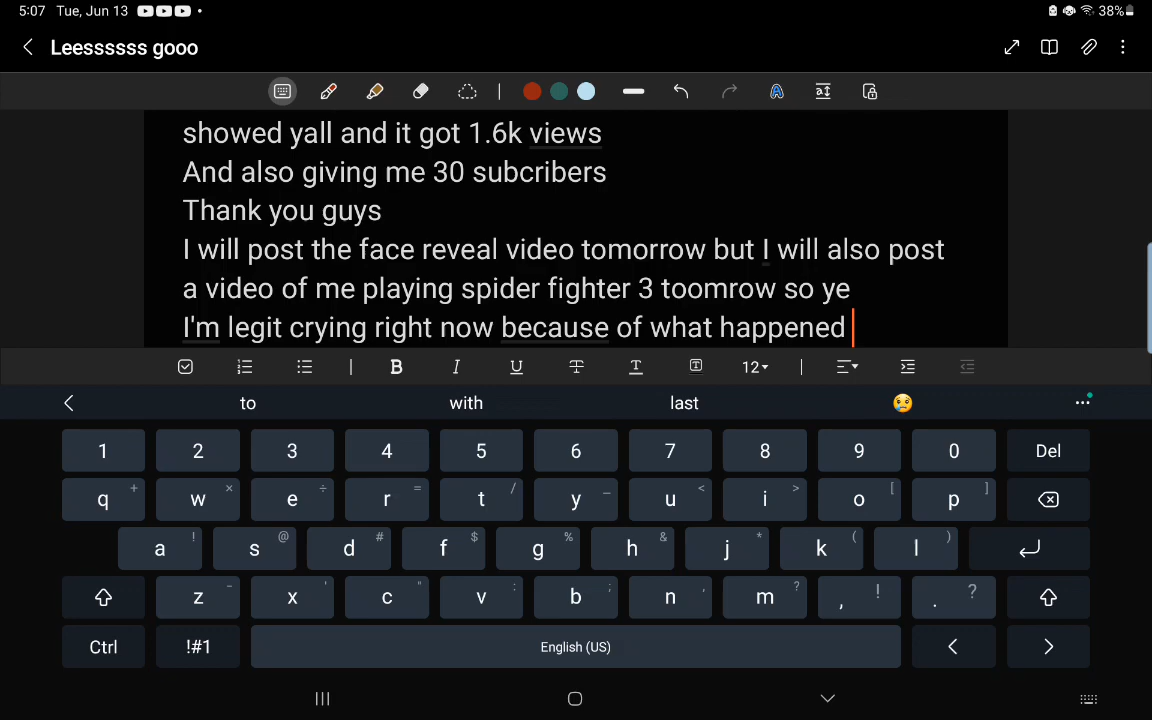 5:07 Tue, Jun 13 38%
Leessssss gooo
showed yall and it got 1.6k views
And also giving me 30 subcribers
Thank you guys
I will post the face reveal video tomorrow but I will also post
a video of me playing spider fighter 3 toomrow so ye
I'm legit crying right now because of what happened
B I U T T T 12
to with last 😢
1 2 3 4 5 6 7 8 9 0 Del
q + w × e ÷ r = t / y _ u < i > o [ p ]
a ! s @ d # f $ g % h & j * k ( l )
z - x ' c " v : b ; n , m ? , ! . ?
Ctrl !#1 English (US) < >